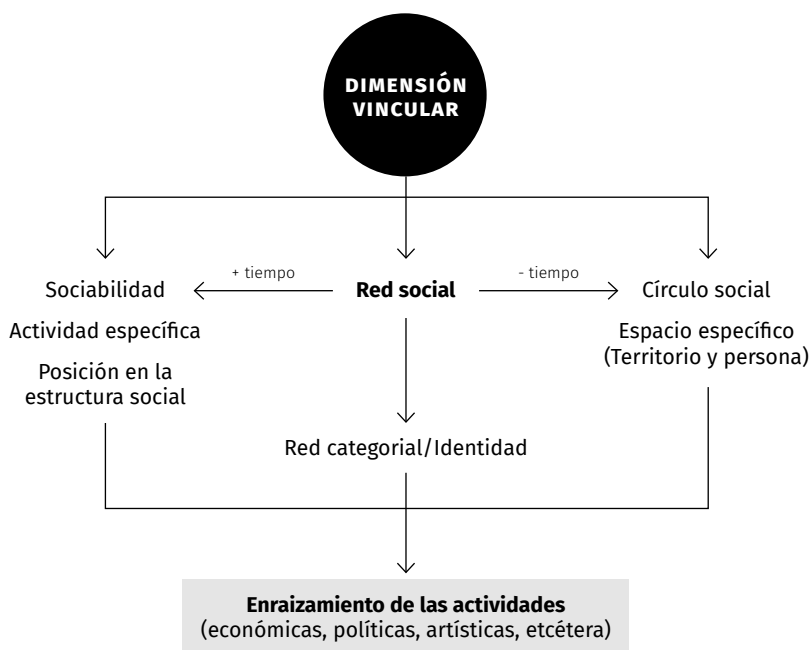 DIMENSIÓN
VINCULAR
Sociabilidad
+ tiempo
Red social
- tiempo
Círculo social
Actividad específica
Posición en la
estructura social
Espacio específico
(Territorio y persona)
Red categorial/Identidad
Enraizamiento de las actividades
(económicas, políticas, artísticas, etcétera)